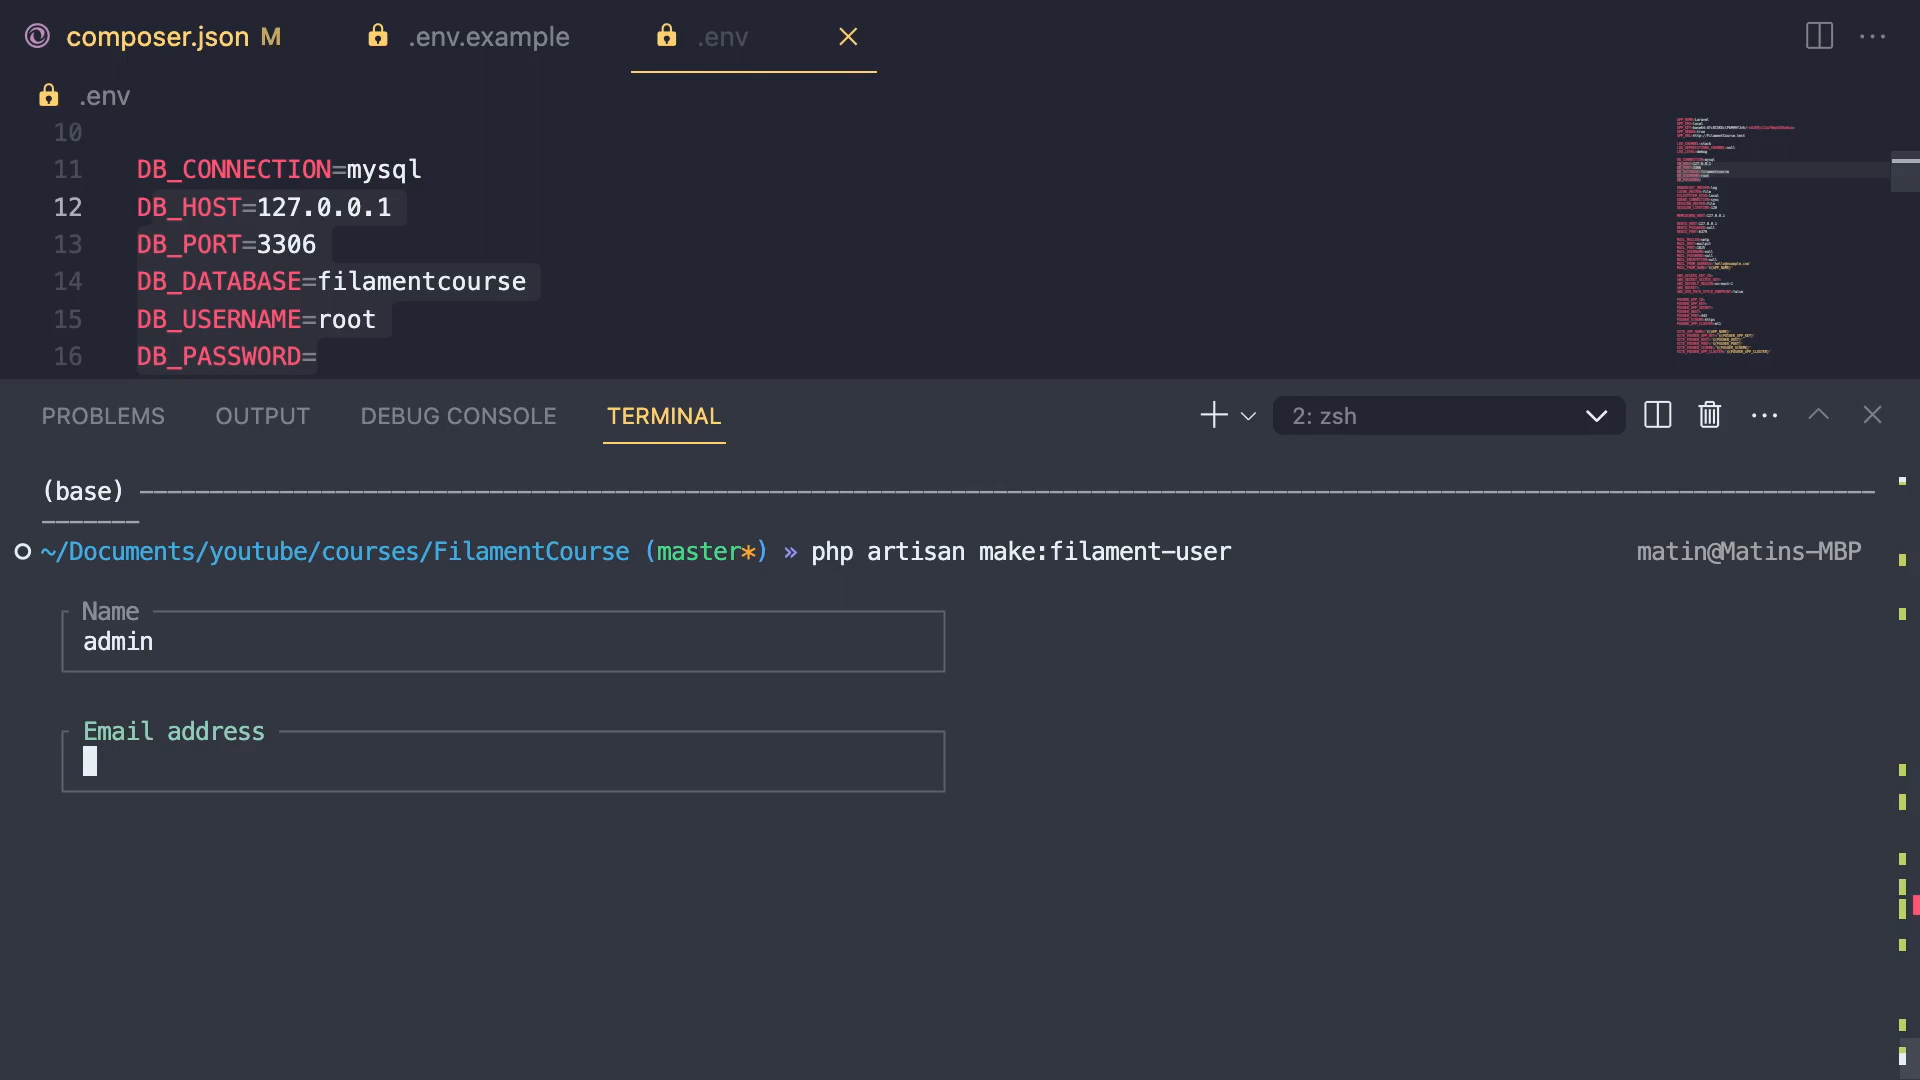 composer.json M .env.example .env
.env
10
11 DB_CONNECTION=mysql
12 DB_HOST=127.0.0.1
13 DB_PORT=3306
14 DB_DATABASE=filamentcourse
15 DB_USERNAME=root
16 DB_PASSWORD=
PROBLEMS OUTPUT DEBUG CONSOLE TERMINAL 2: zsh
(base)
~/Documents/youtube/courses/FilamentCourse (master*) » php artisan make:filament-user matin@Matins-MBP
Name
admin
Email address